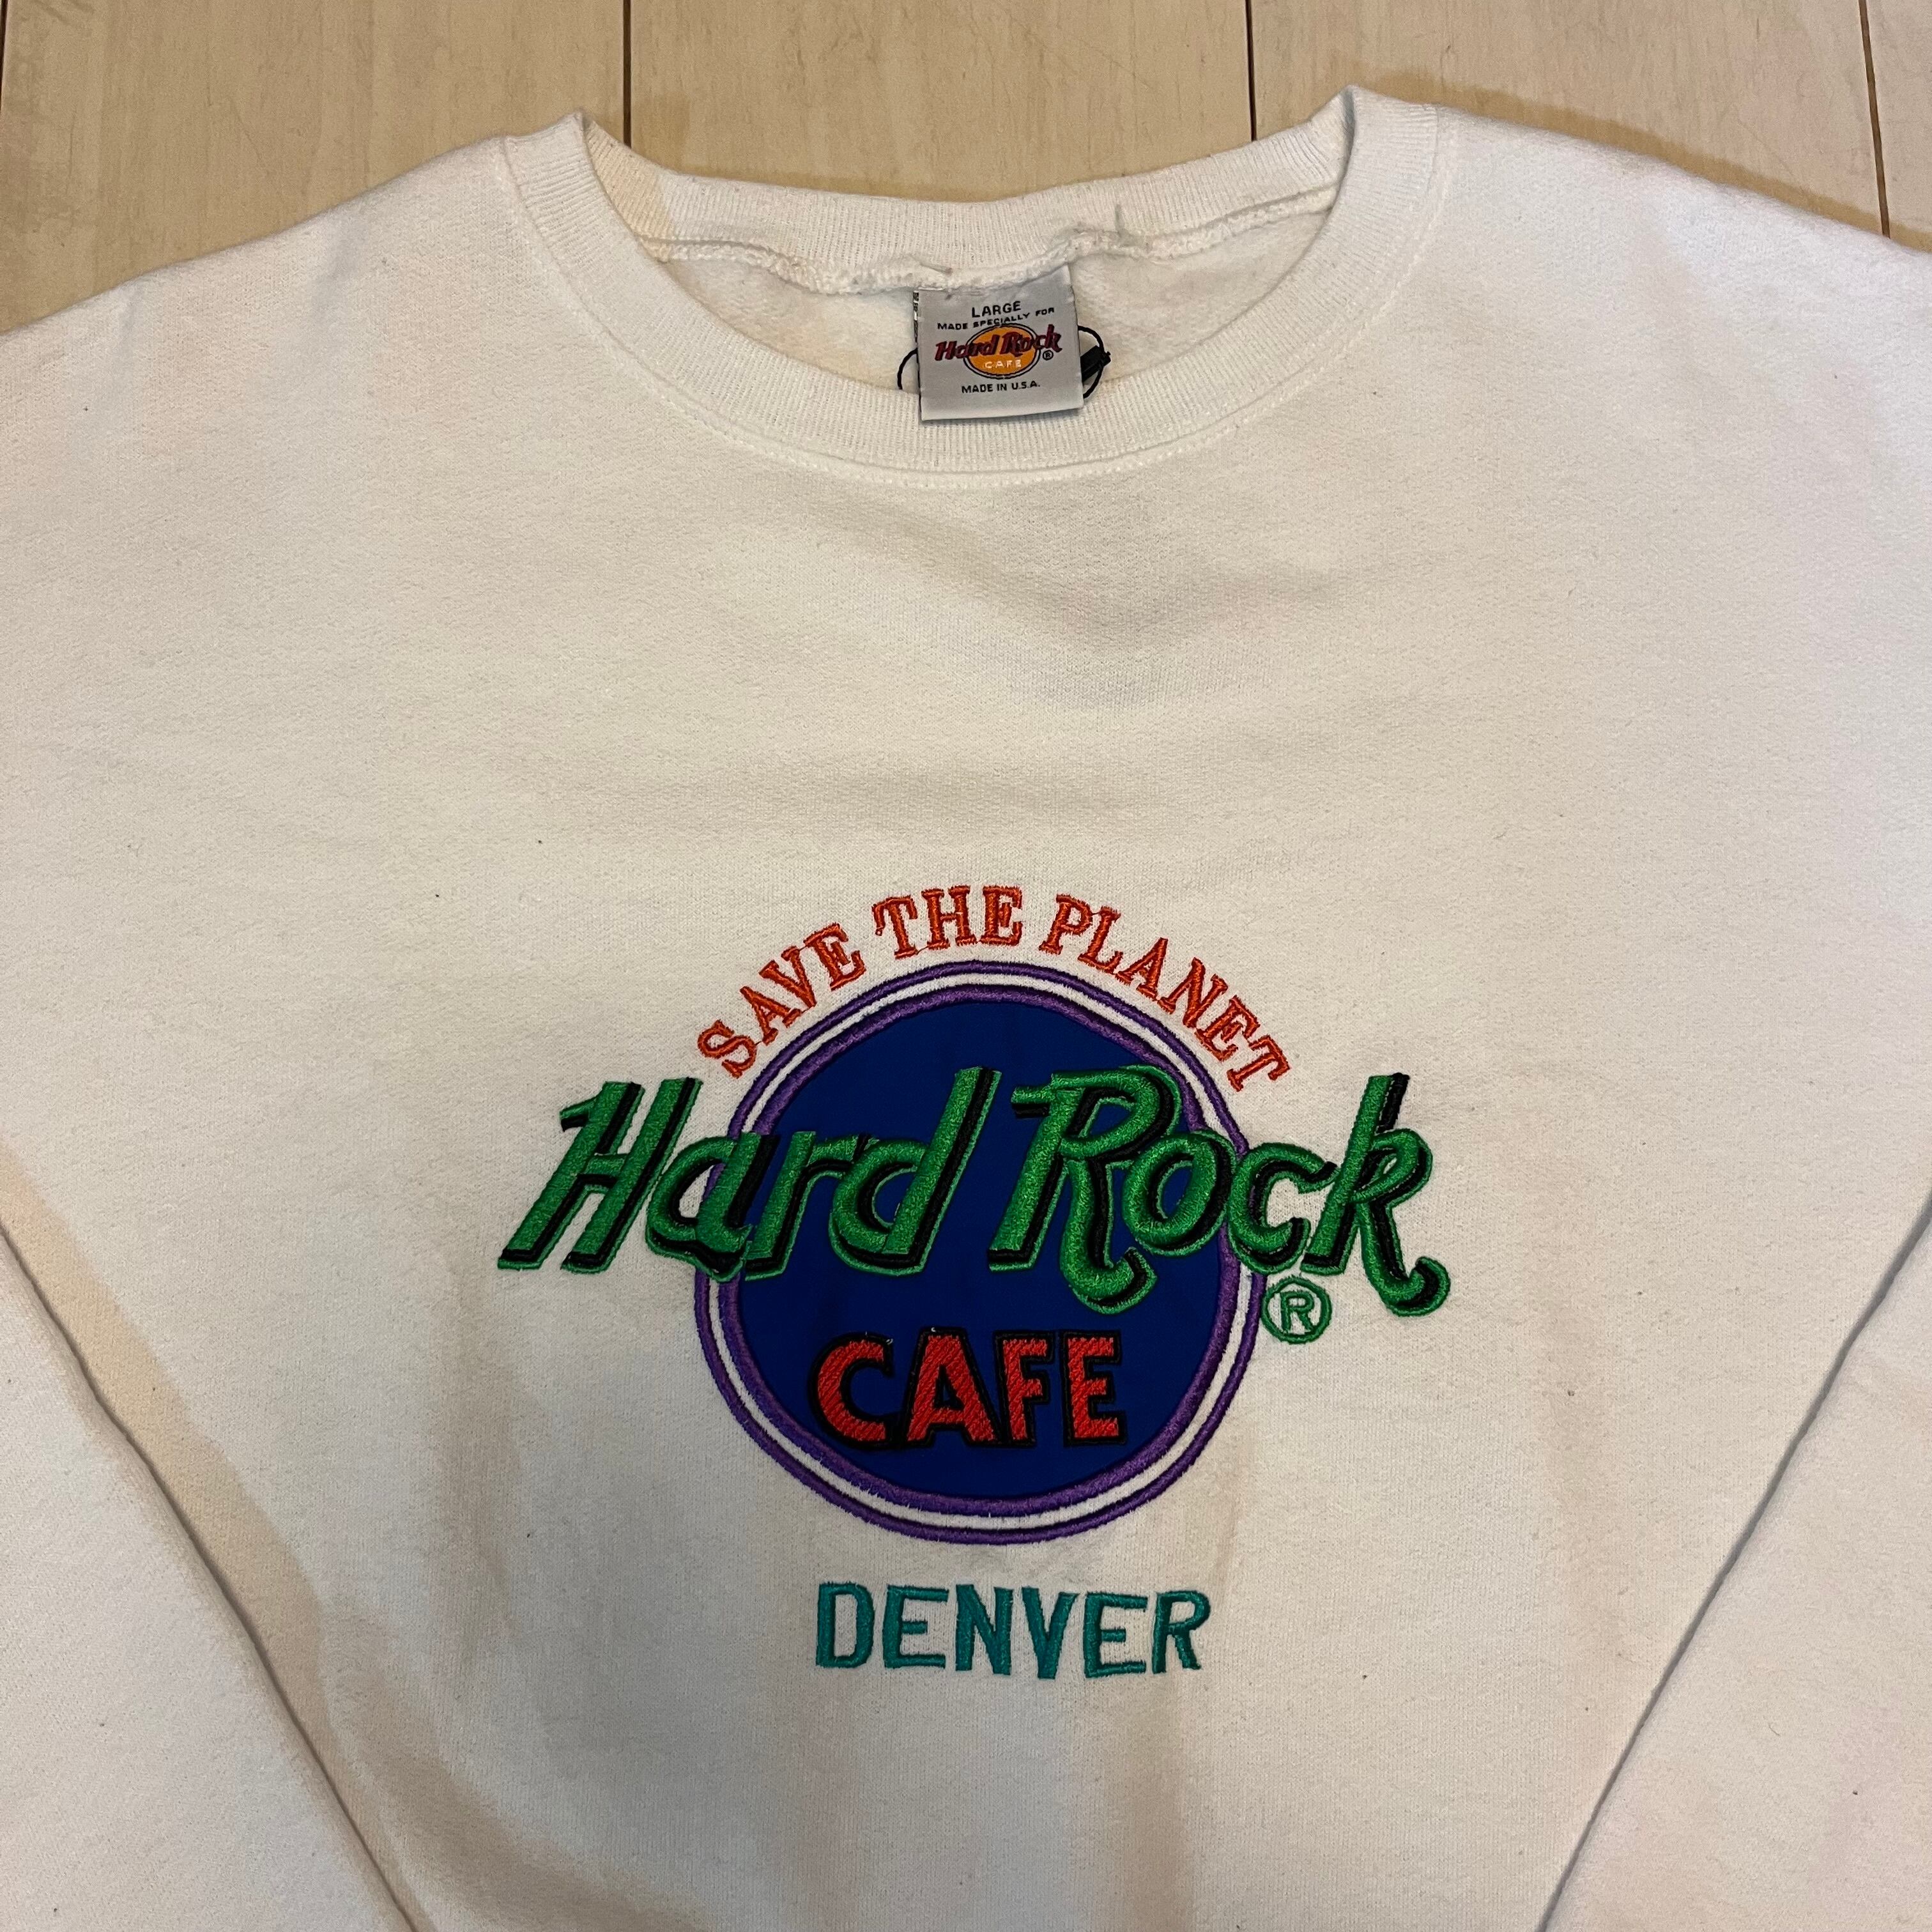 LARGE
MADE SPECIALLY FOR
Hard Rock
CAFE ®
MADE IN U.S.A.
SAVE THE PLANET
Hard Rock
®
CAFE
DENVER